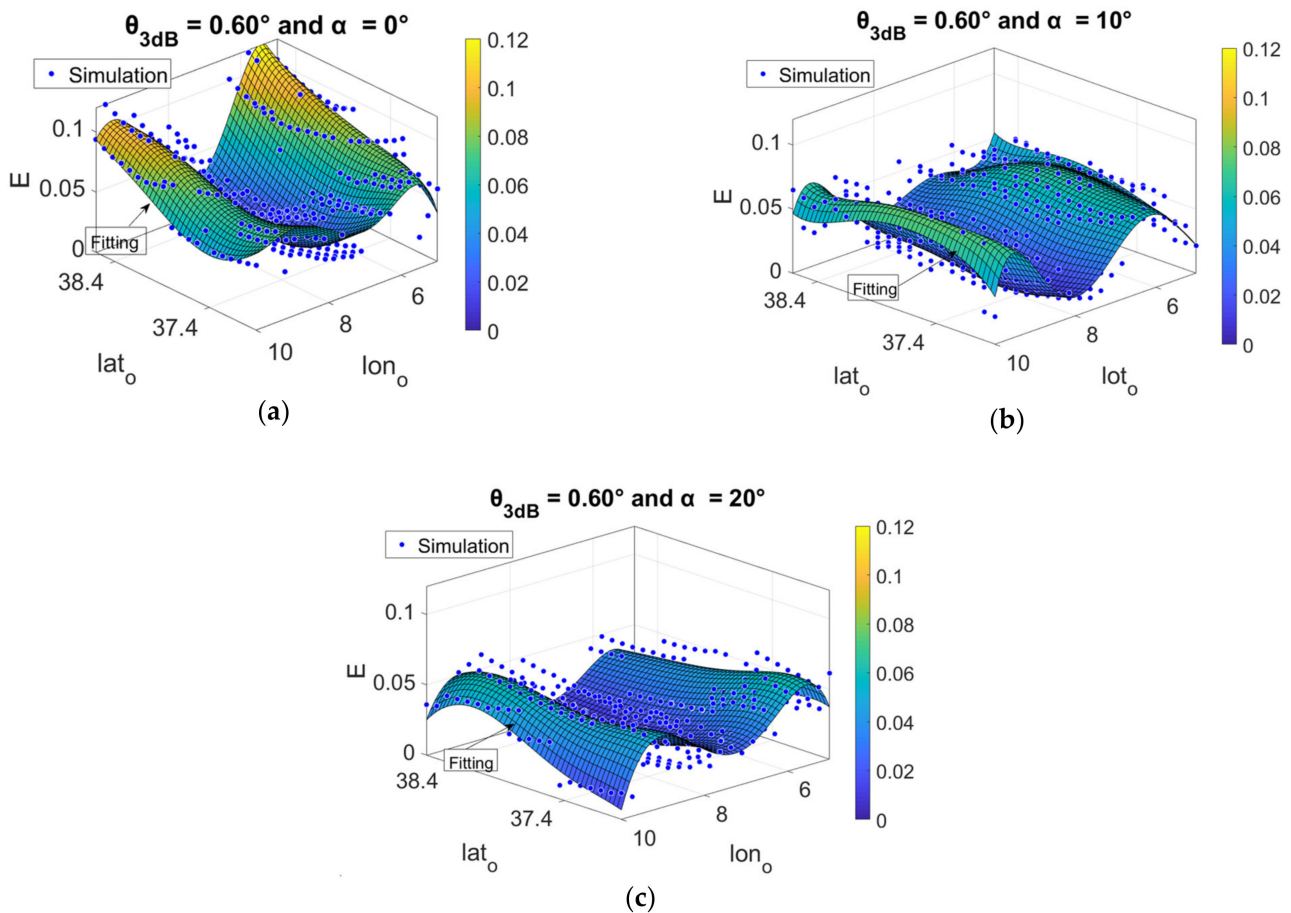 θ3dB = 0.60° and α = 0°
Simulation
0.12
0.1
0.08
0.06
0.04
0.02
0
E
0.1
0.05
0
Fitting
38.4
37.4
10
8
6
lato
lono
(a)
θ3dB = 0.60° and α = 10°
Simulation
0.12
0.1
0.08
0.06
0.04
0.02
0
E
0.1
0.05
0
Fitting
38.4
37.4
10
8
6
lato
loto
(b)
θ3dB = 0.60° and α = 20°
Simulation
0.12
0.1
0.08
0.06
0.04
0.02
0
E
0.1
0.05
0
Fitting
38.4
37.4
10
8
6
lato
lono
(c)